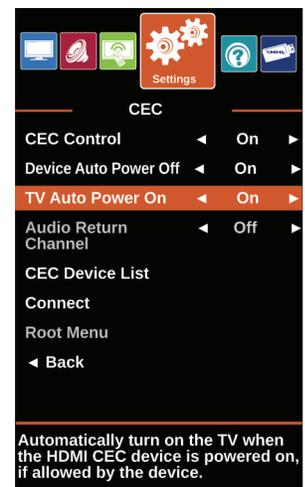 Settings
CEC
CEC Control ◄ On ►
Device Auto Power Off ◄ On ►
TV Auto Power On ◄ On ►
Audio Return ◄ Off ►
Channel
CEC Device List
Connect
Root Menu
◄ Back
Automatically turn on the TV when
the HDMI CEC device is powered on,
if allowed by the device.